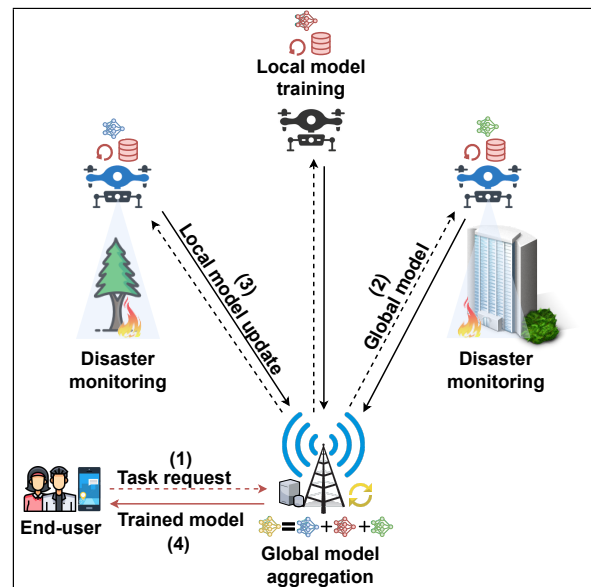 Local model
training
(3)
Local model update
(2)
Global model
Disaster
monitoring
Disaster
monitoring
(1)
Task request
End-user
Trained model
(4)
=
+
+
Global model
aggregation